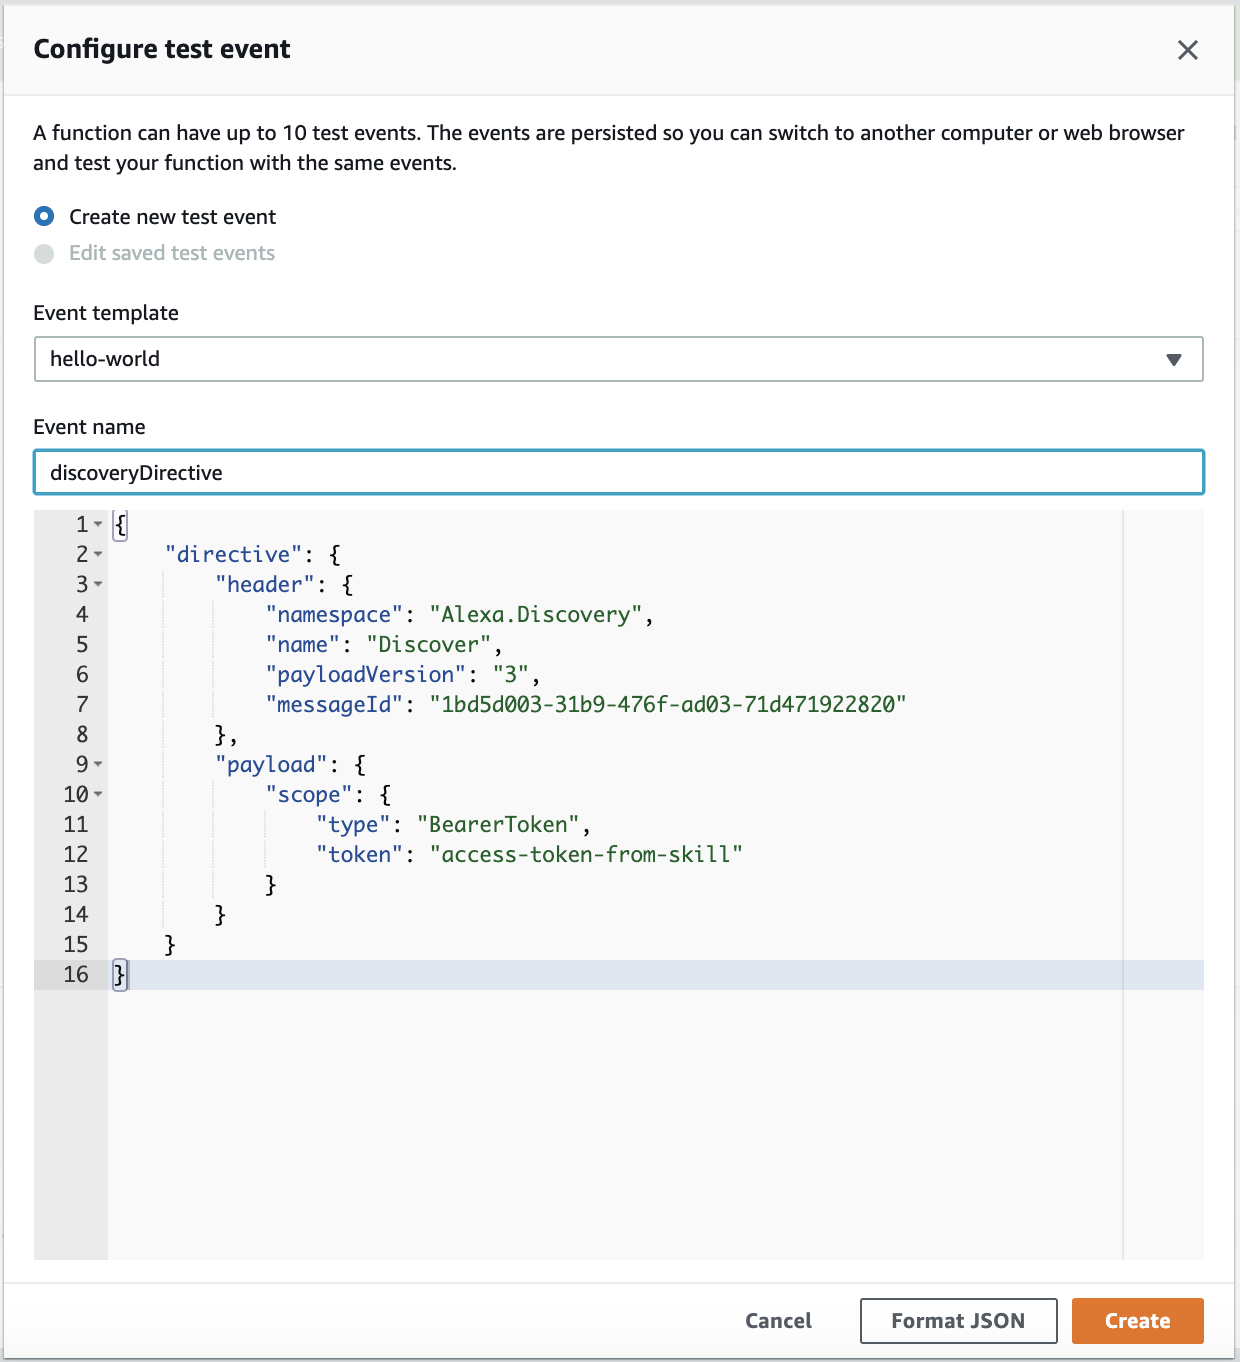 Configure test event
A function can have up to 10 test events. The events are persisted so you can switch to another computer or web browser
and test your function with the same events.
Create new test event
Edit saved test events
Event template
hello-world
Event name
discoveryDirective
1 {
2     "directive": {
3         "header": {
4             "namespace": "Alexa.Discovery",
5             "name": "Discover",
6             "payloadVersion": "3",
7             "messageId": "1bd5d003-31b9-476f-ad03-71d471922820"
8         },
9         "payload": {
10             "scope": {
11                 "type": "BearerToken",
12                 "token": "access-token-from-skill"
13             }
14         }
15     }
16 }
Cancel
Format JSON
Create